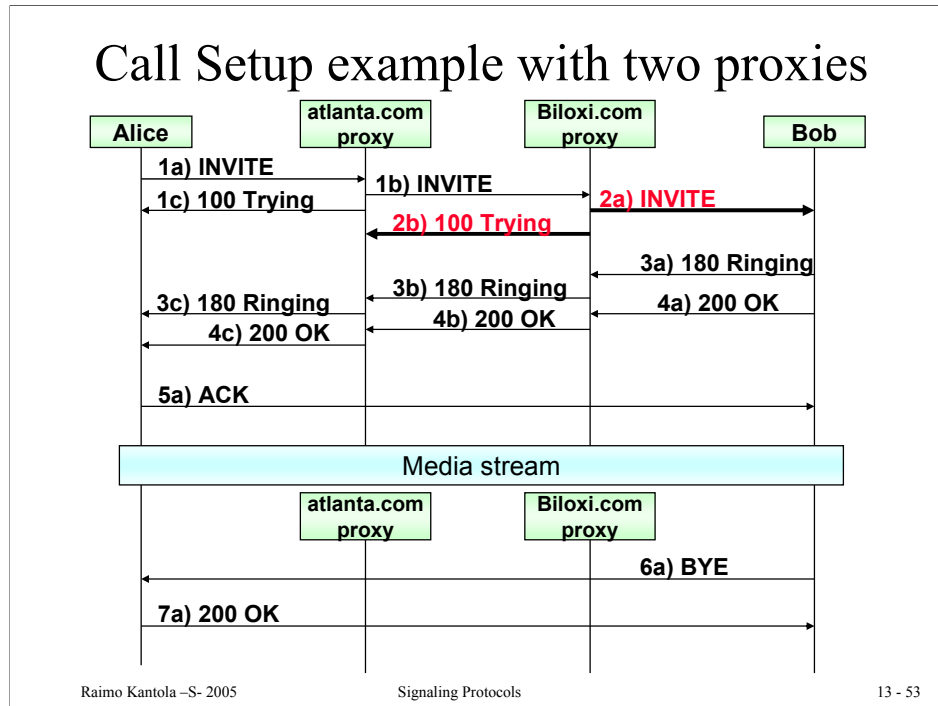 Call Setup example with two proxies
Alice
atlanta.com
proxy
Biloxi.com
proxy
Bob
1a) INVITE
1b) INVITE
1c) 100 Trying
2a) INVITE
2b) 100 Trying
3a) 180 Ringing
3b) 180 Ringing
3c) 180 Ringing
4a) 200 OK
4b) 200 OK
4c) 200 OK
5a) ACK
Media stream
atlanta.com
proxy
Biloxi.com
proxy
6a) BYE
7a) 200 OK
Raimo Kantola –S- 2005
Signaling Protocols
13 - 53